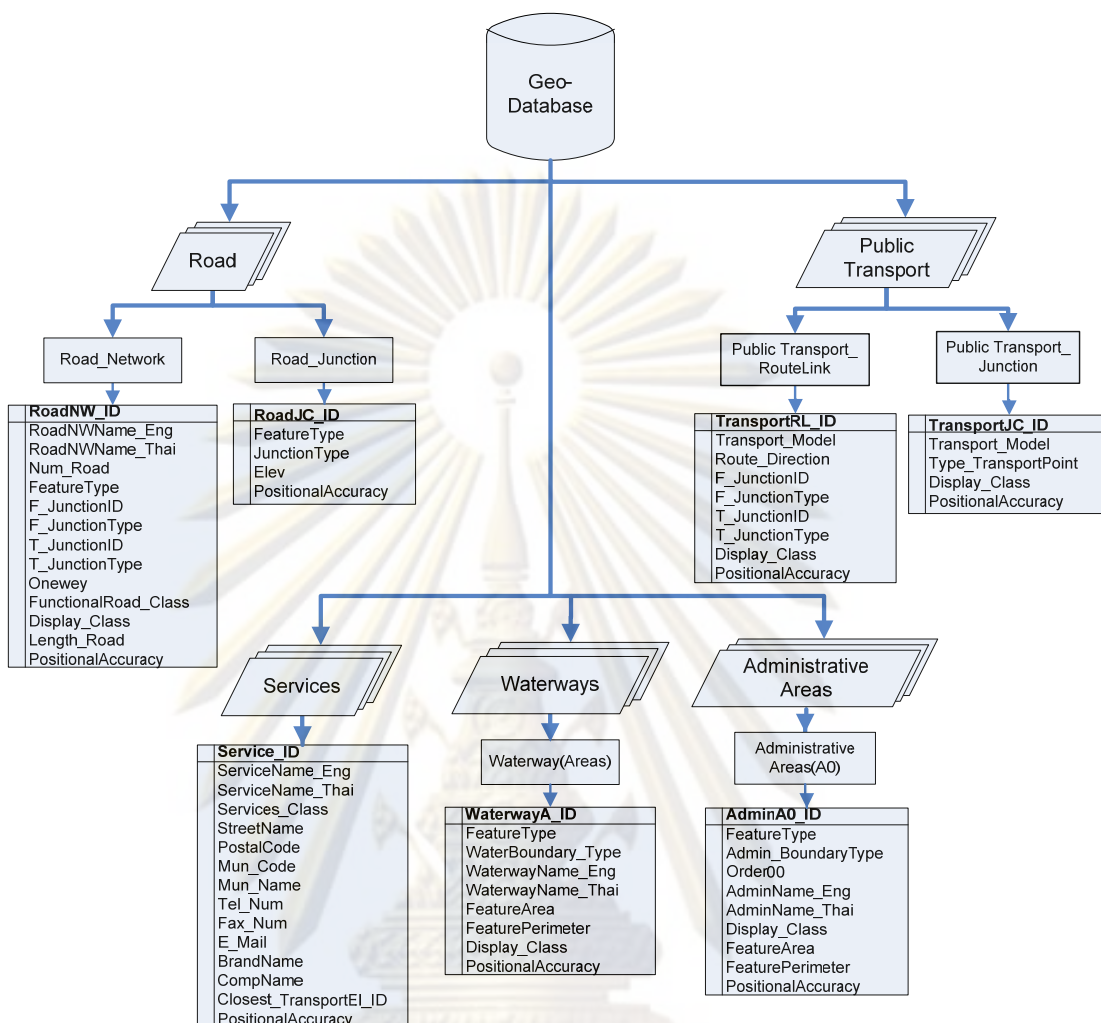 Geo-
Database
Road
Public
Transport
Road_Network
Road_Junction
Public Transport_
RouteLink
Public Transport_
Junction
RoadNW_ID
RoadNWName_Eng
RoadNWName_Thai
Num_Road
FeatureType
F_JunctionID
F_JunctionType
T_JunctionID
T_JunctionType
Onewey
FunctionalRoad_Class
Display_Class
Length_Road
PositionalAccuracy
RoadJC_ID
FeatureType
JunctionType
Elev
PositionalAccuracy
TransportRL_ID
Transport_Model
Route_Direction
F_JunctionID
F_JunctionType
T_JunctionID
T_JunctionType
Display_Class
PositionalAccuracy
TransportJC_ID
Transport_Model
Type_TransportPoint
Display_Class
PositionalAccuracy
Services
Waterways
Administrative
Areas
Waterway(Areas)
Administrative
Areas(A0)
Service_ID
ServiceName_Eng
ServiceName_Thai
Services_Class
StreetName
PostalCode
Mun_Code
Mun_Name
Tel_Num
Fax_Num
E_Mail
BrandName
CompName
Closest_TransportEl_ID
PositionalAccuracy
WaterwayA_ID
FeatureType
WaterBoundary_Type
WaterwayName_Eng
WaterwayName_Thai
FeatureArea
FeaturePerimeter
Display_Class
PositionalAccuracy
AdminA0_ID
FeatureType
Admin_BoundaryType
Order00
AdminName_Eng
AdminName_Thai
Display_Class
FeatureArea
FeaturePerimeter
PositionalAccuracy